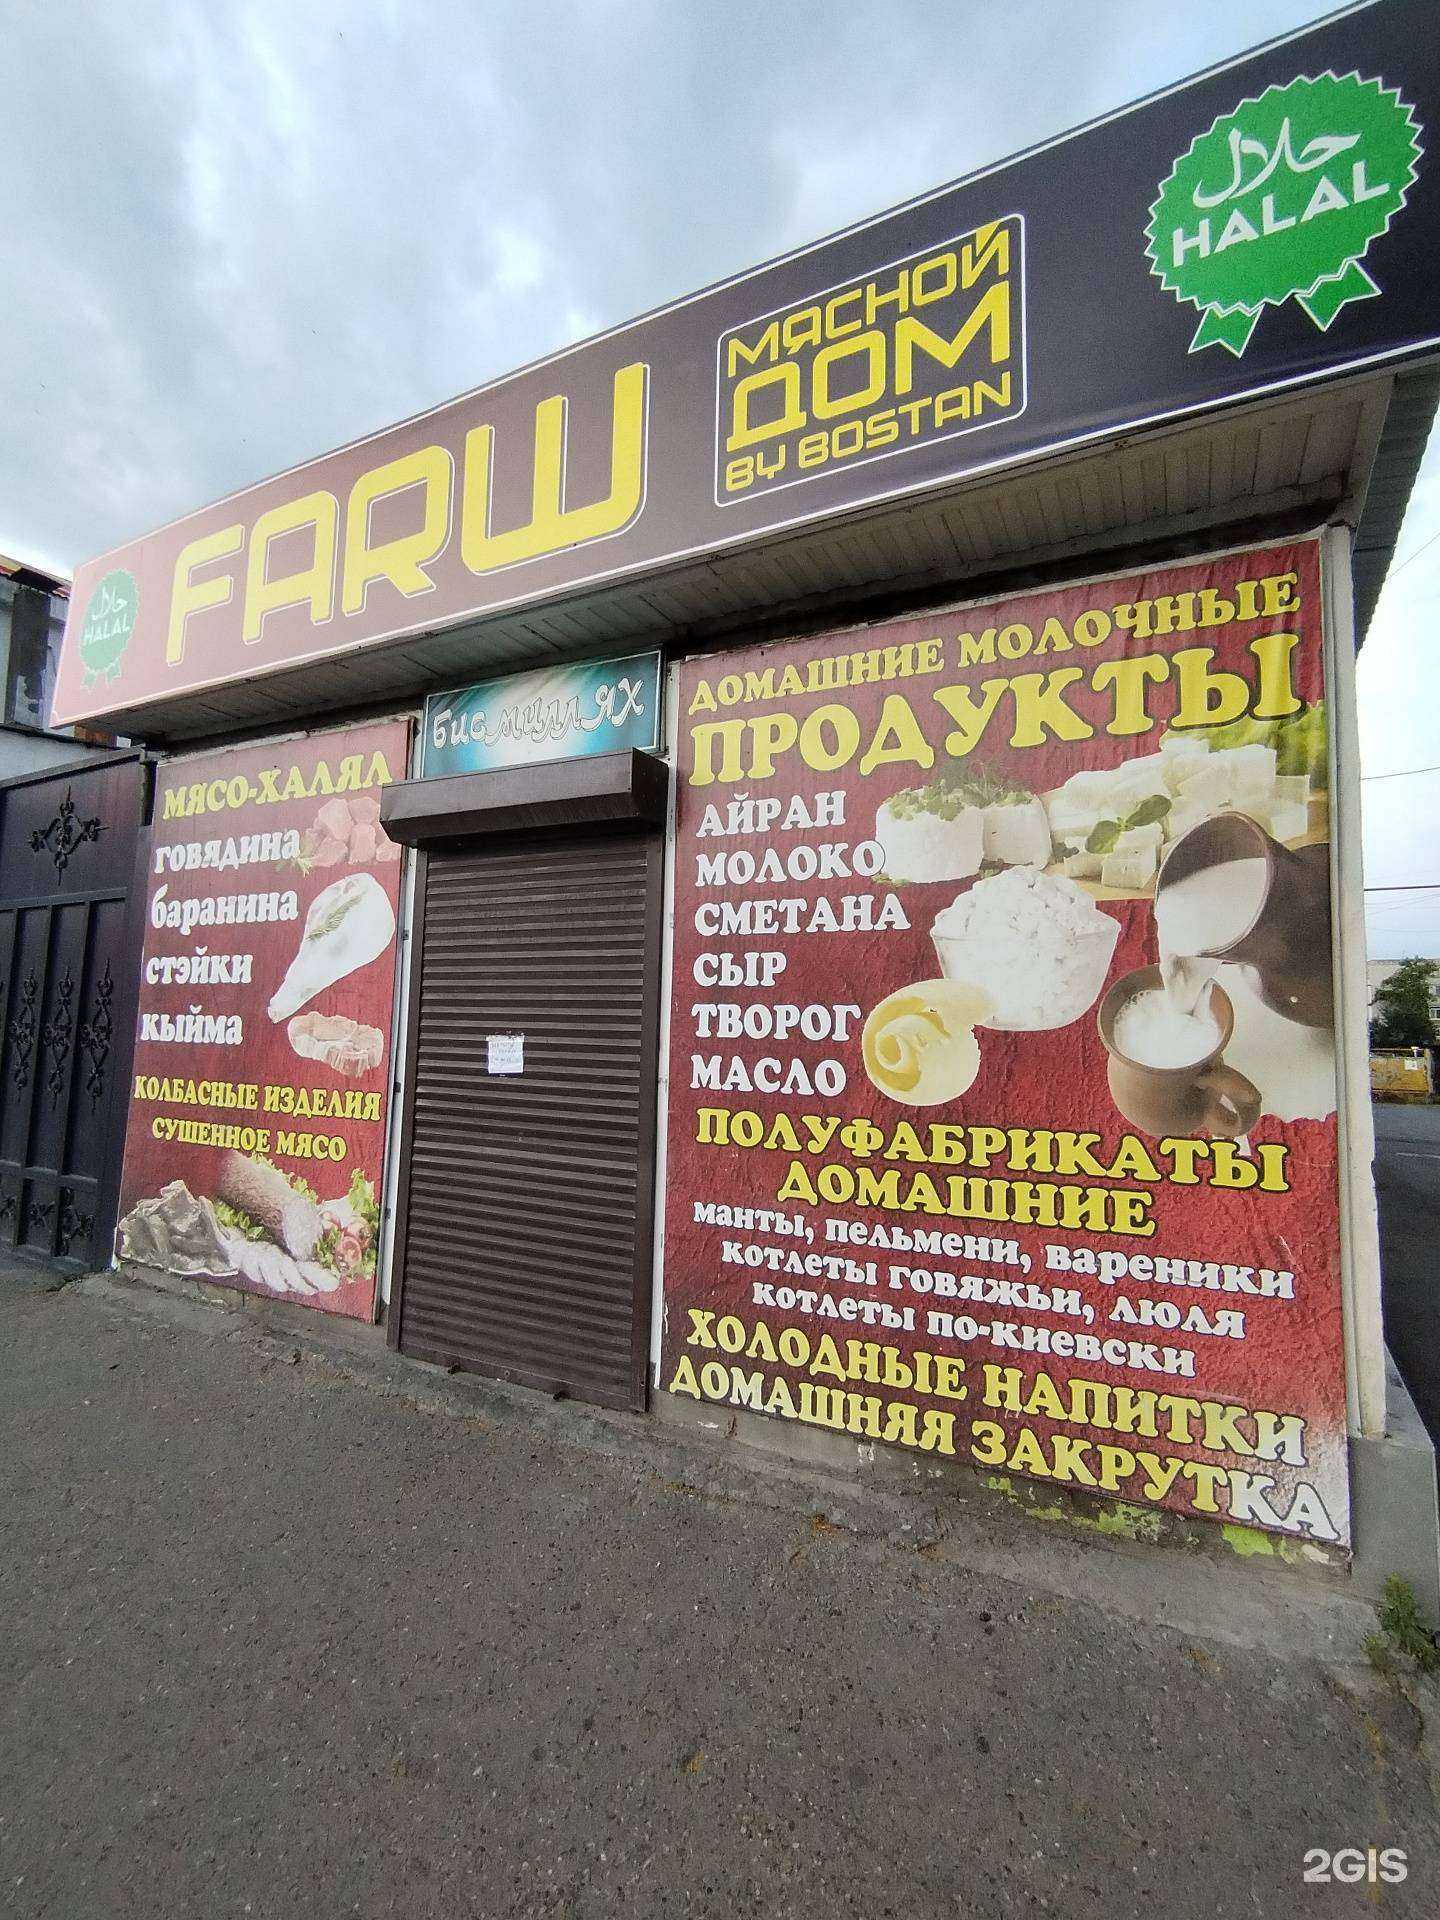 حلال
HALAL
FARW
МЯСНОЙ
ДОМ
BY BOSTAN
حلال
HALAL
БИСМИЛЛЯХ
МЯСО-ХАЛЯЛ
говядина
баранина
стэйки
кыйма
КОЛБАСНЫЕ ИЗДЕЛИЯ
СУШЕННОЕ МЯСО
ДОМАШНИЕ МОЛОЧНЫЕ
ПРОДУКТЫ
АЙРАН
МОЛОКО
СМЕТАНА
СЫР
ТВОРОГ
МАСЛО
ПОЛУФАБРИКАТЫ
ДОМАШНИЕ
манты, пельмени, вареники
котлеты говяжьи, люля
котлеты по-киевски
ХОЛОДНЫЕ НАПИТКИ
ДОМАШНЯЯ ЗАКРУТКА
2GIS